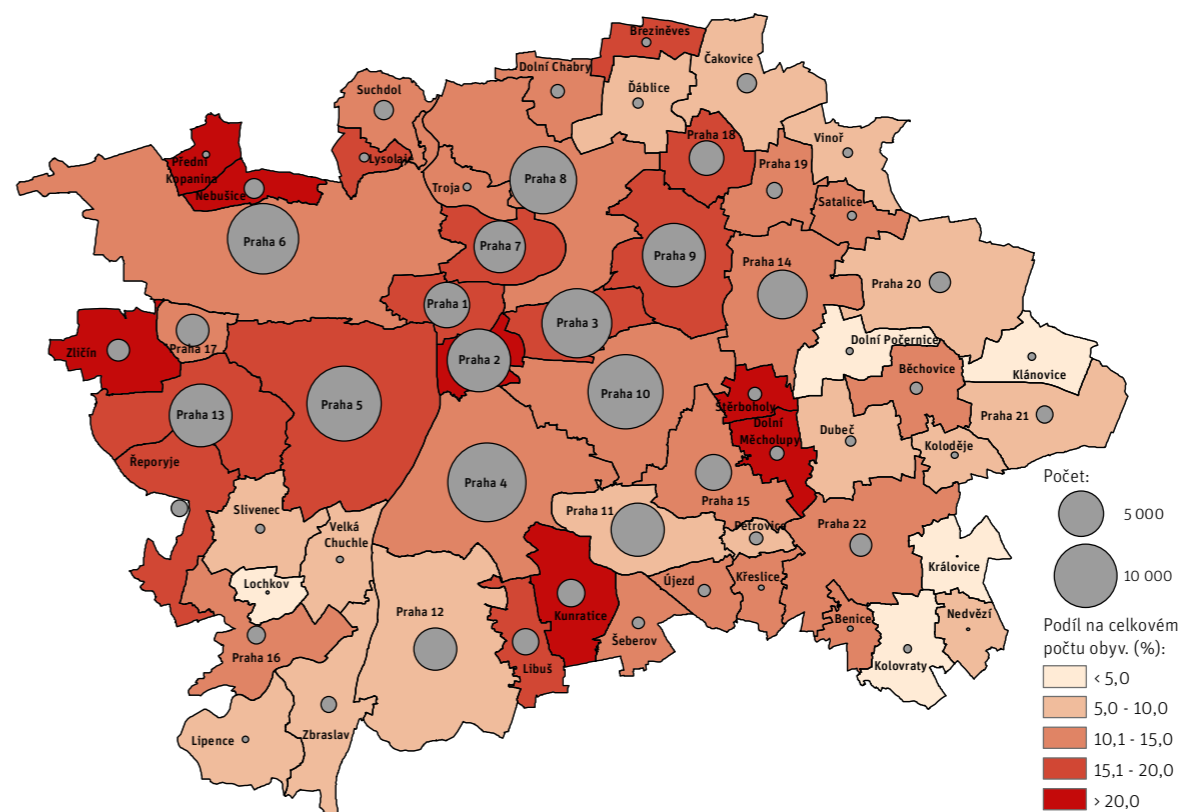 Březiněves
Čakovice
Dolní Chabry
Ďáblice
Suchdol
Praha 18
Vinoř
Praha 19
Lysolaje
Přední
Kopanina
Nebušice
Troja
Praha 8
Satalice
Praha 6
Praha 7
Praha 9
Praha 14
Praha 20
Praha 1
Praha 3
Dolní Počernice
Zličín
Praha 17
Praha 2
Běchovice
Klánovice
Praha 5
Praha 10
Štěrboholy
Praha 13
Dolní
Měcholupy
Dubeč
Praha 21
Koloděje
Řeporyje
Praha 4
Praha 15
Slivenec
Velká
Chuchle
Praha 11
Petrovice
Praha 22
Královice
Lochkov
Újezd
Křeslice
Praha 12
Kunratice
Benice
Nedvězí
Šeberov
Praha 16
Libuš
Kolovraty
Lipence
Zbraslav
Počet:
5 000
10 000
Podíl na celkovém
počtu obyv. (%):
< 5,0
5,0 - 10,0
10,1 - 15,0
15,1 - 20,0
> 20,0